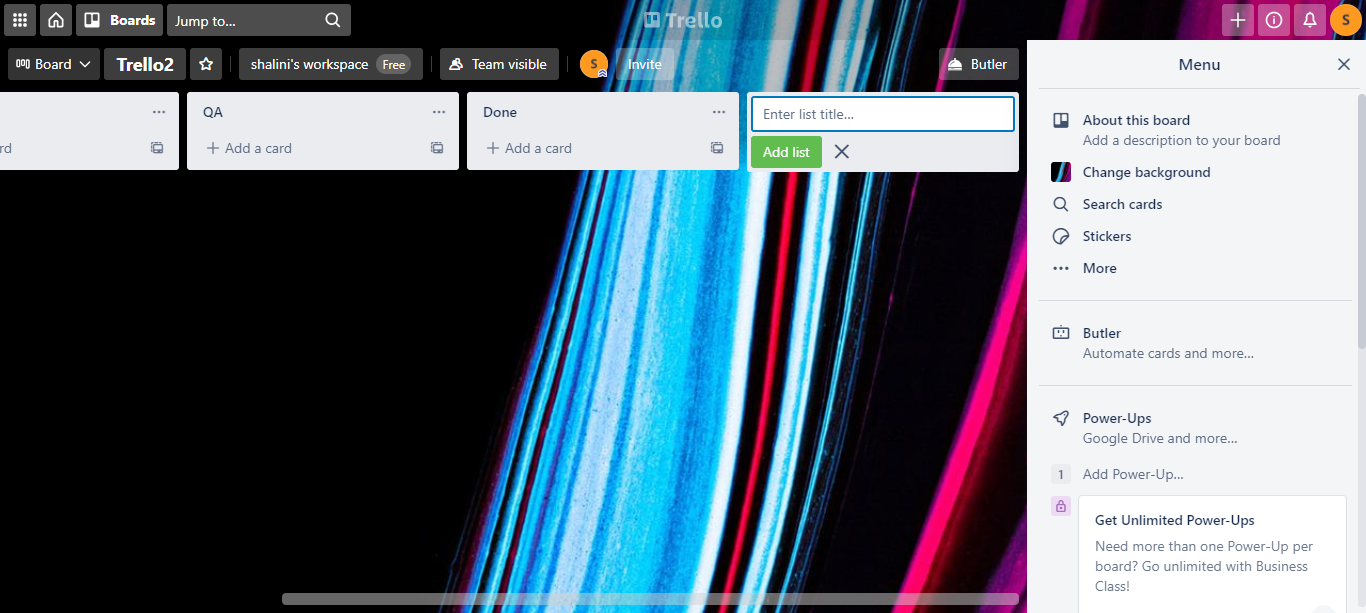 Boards
Jump to...
Trello
S
Board
Trello2
shalini's workspace Free
Team visible
S
Invite
Butler
rd
QA
+ Add a card
Done
+ Add a card
Enter list title...
Add list
Menu
About this board
Add a description to your board
Change background
Search cards
Stickers
More
Butler
Automate cards and more...
Power-Ups
Google Drive and more...
1 Add Power-Up...
Get Unlimited Power-Ups
Need more than one Power-Up per
board? Go unlimited with Business
Class!